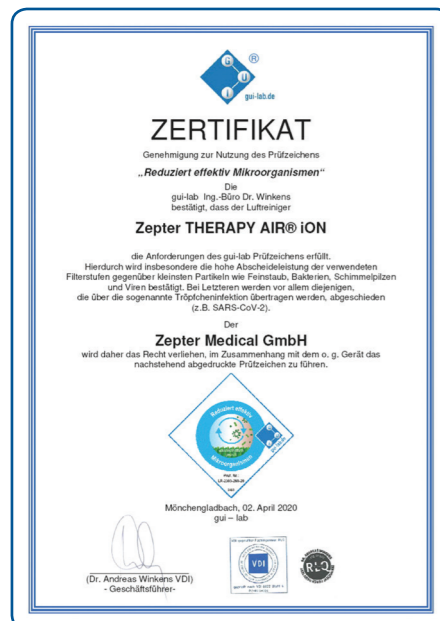 G U i
®
gui-lab.de
ZERTIFIKAT
Genehmigung zur Nutzung des Prüfzeichens
„Reduziert effektiv Mikroorganismen“
Die
gui-lab Ing.-Büro Dr. Winkens
bestätigt, dass der Luftreiniger
Zepter THERAPY AIR® iON
die Anforderungen des gui-lab Prüfzeichens erfüllt.
Hierdurch wird insbesondere die hohe Abscheideleistung der verwendeten
Filterstufen gegenüber kleinsten Partikeln wie Feinstaub, Bakterien, Schimmelpilzen
und Viren bestätigt. Bei Letzteren werden vor allem diejenigen,
die über die sogenannte Tröpfcheninfektion übertragen werden, abgeschieden
(z.B. SARS-CoV-2).
Der
Zepter Medical GmbH
wird daher das Recht verliehen, im Zusammenhang mit dem o. g. Gerät das
nachstehend abgedruckte Prüfzeichen zu führen.
Reduziert effektiv
Mikroorganismen
Mönchengladbach, 02. April 2020
gui – lab
(Dr. Andreas Winkens VDI)
- Geschäftsführer-
VDI
RLQ